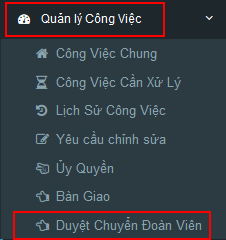 Quản lý Công Việc
Công Việc Chung
Công Việc Cần Xử Lý
Lịch Sử Công Việc
Yêu cầu chỉnh sửa
Ủy Quyền
Bàn Giao
Duyệt Chuyển Đoàn Viên